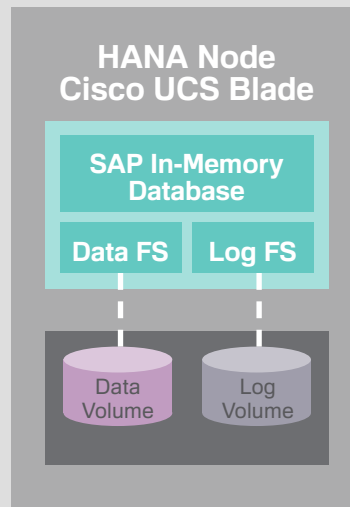 HANA Node
Cisco UCS Blade
SAP In-Memory
Database
Data FS
Log FS
Data
Volume
Log
Volume